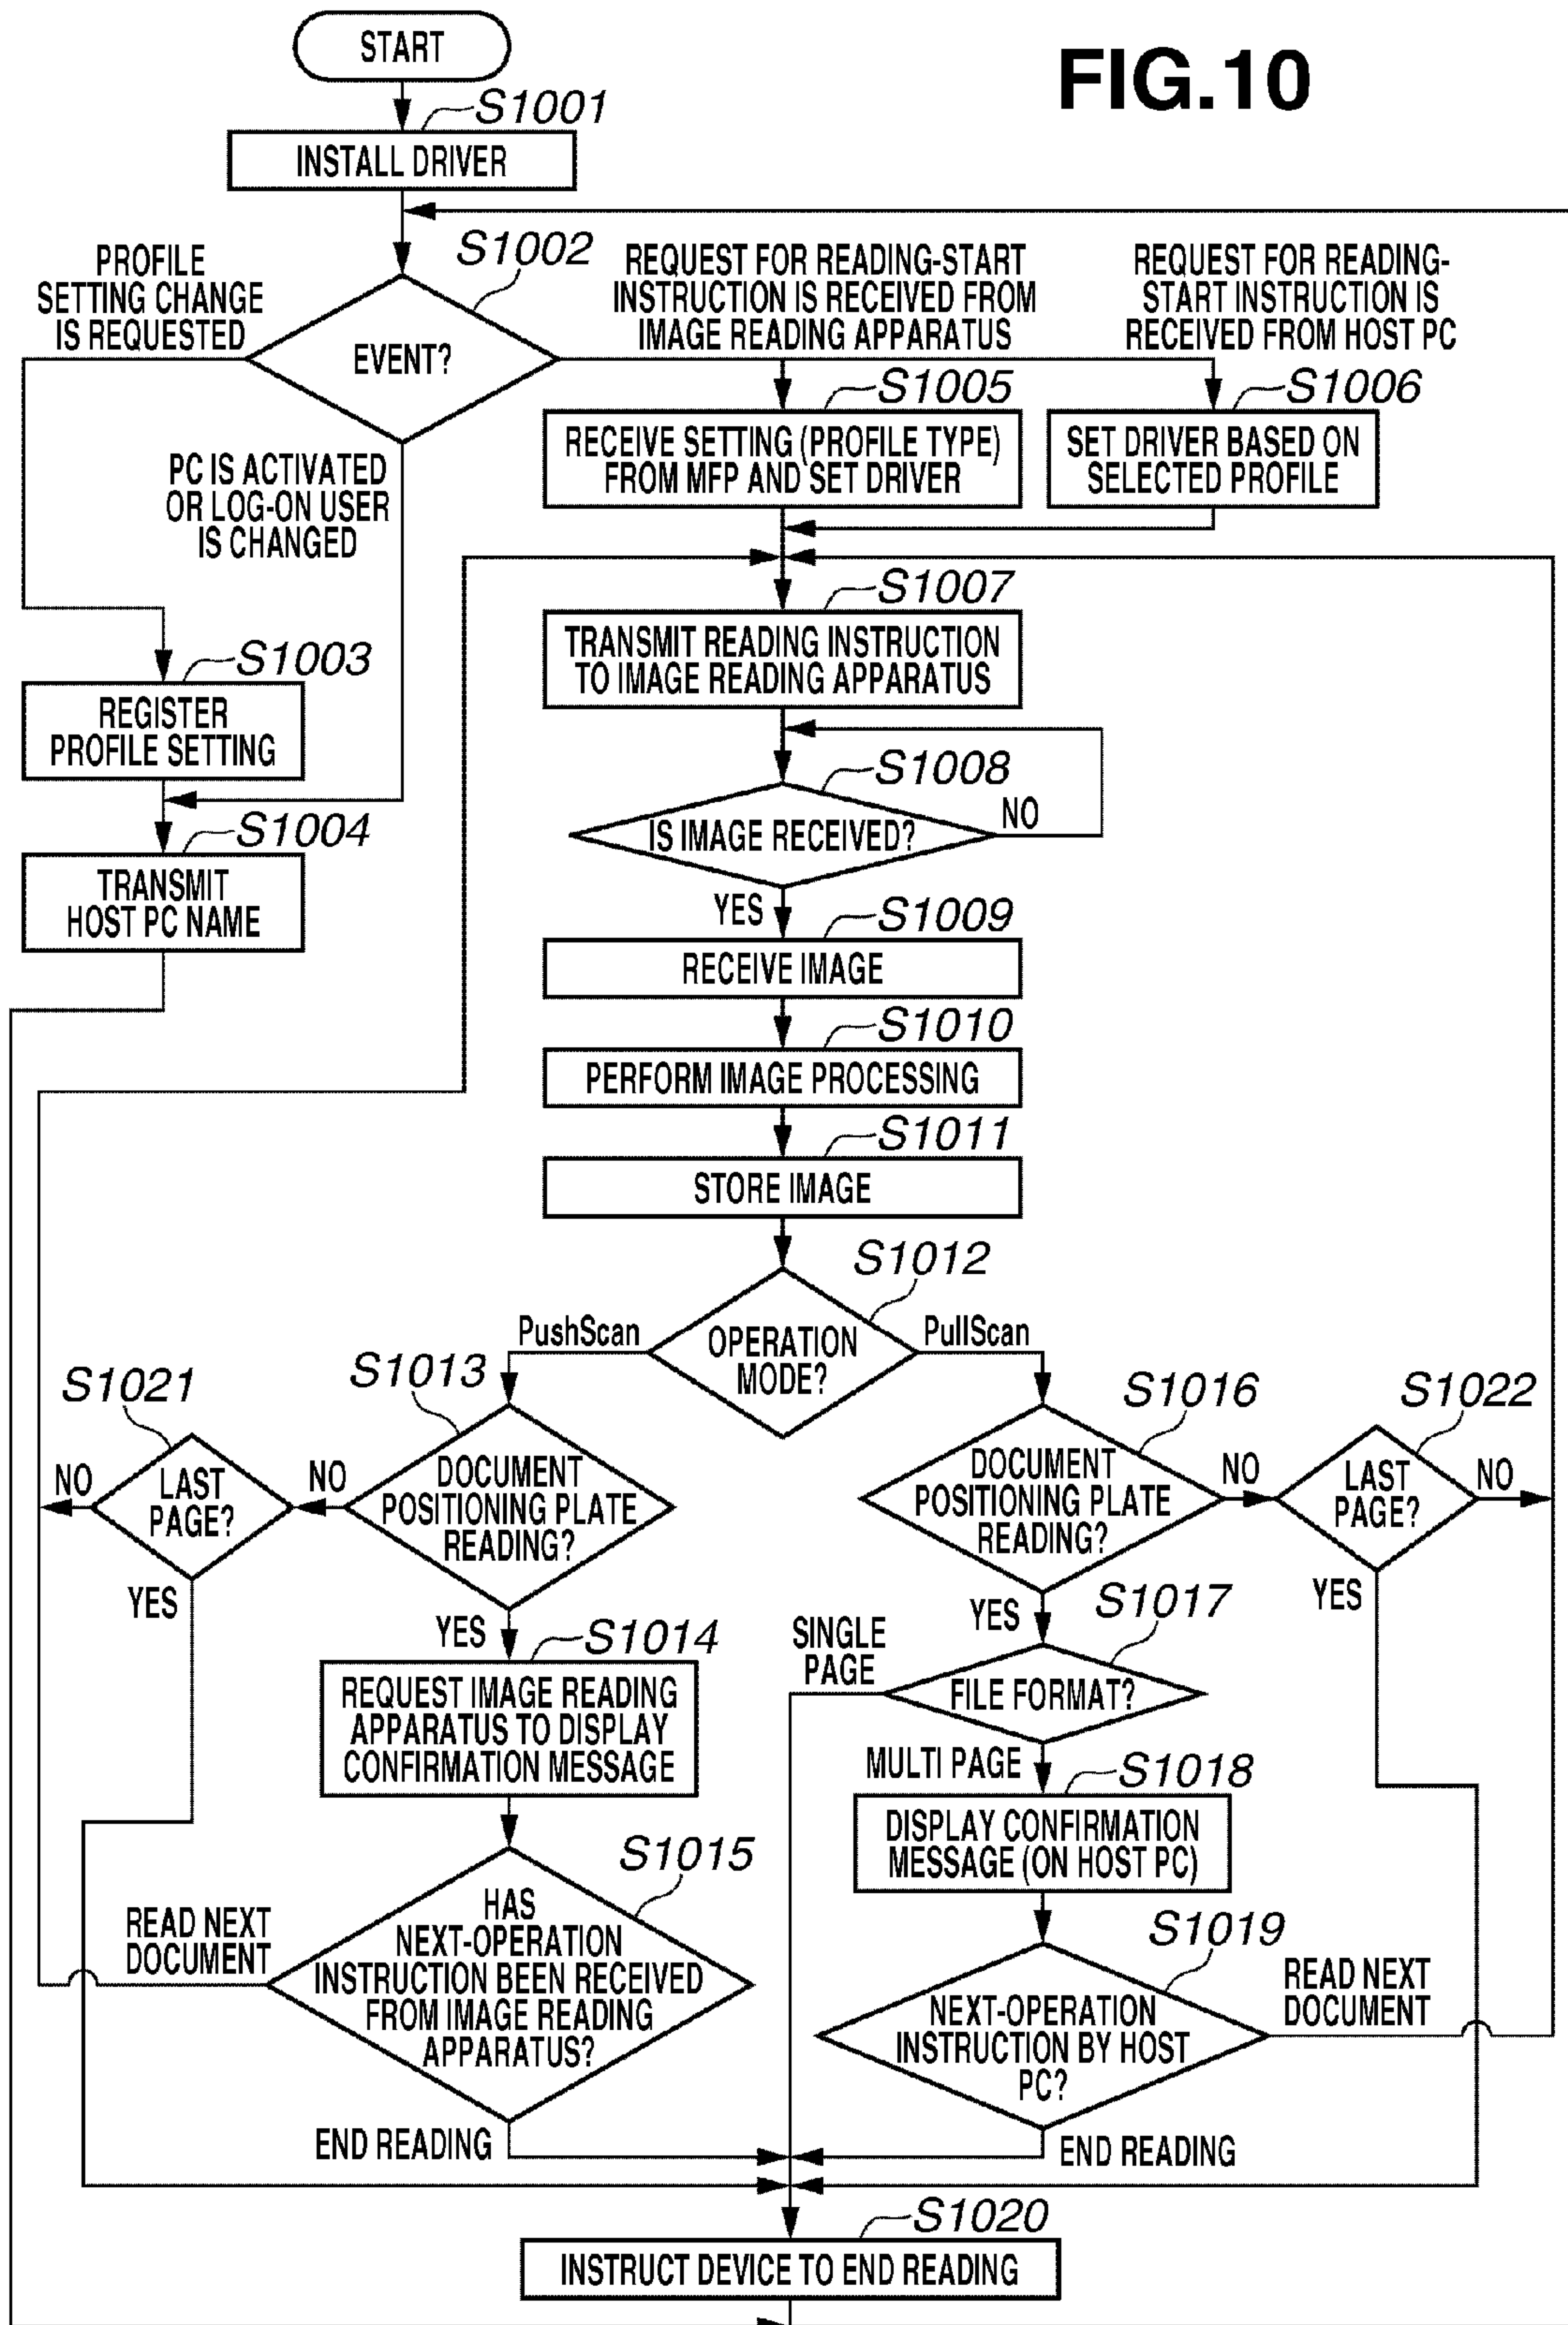 FIG.10
START
S1001
INSTALL DRIVER
S1002
EVENT?
PROFILE
SETTING CHANGE
IS REQUESTED
REQUEST FOR READING-START
INSTRUCTION IS RECEIVED FROM
IMAGE READING APPARATUS
REQUEST FOR READING-
START INSTRUCTION IS
RECEIVED FROM HOST PC
PC IS ACTIVATED
OR LOG-ON USER
IS CHANGED
S1005
RECEIVE SETTING (PROFILE TYPE)
FROM MFP AND SET DRIVER
S1006
SET DRIVER BASED ON
SELECTED PROFILE
S1003
REGISTER
PROFILE SETTING
S1004
TRANSMIT
HOST PC NAME
S1007
TRANSMIT READING INSTRUCTION
TO IMAGE READING APPARATUS
S1008
IS IMAGE RECEIVED?
NO
YES
S1009
RECEIVE IMAGE
S1010
PERFORM IMAGE PROCESSING
S1011
STORE IMAGE
S1012
OPERATION
MODE?
PushScan
PullScan
S1021
LAST
PAGE?
NO
YES
S1013
DOCUMENT
POSITIONING PLATE
READING?
NO
YES
S1016
DOCUMENT
POSITIONING PLATE
READING?
NO
YES
S1022
LAST
PAGE?
NO
YES
S1014
REQUEST IMAGE READING
APPARATUS TO DISPLAY
CONFIRMATION MESSAGE
S1017
FILE FORMAT?
SINGLE
PAGE
MULTI PAGE
S1018
DISPLAY CONFIRMATION
MESSAGE (ON HOST PC)
S1015
HAS
NEXT-OPERATION
INSTRUCTION BEEN RECEIVED
FROM IMAGE READING
APPARATUS?
READ NEXT
DOCUMENT
END READING
S1019
NEXT-OPERATION
INSTRUCTION BY HOST
PC?
READ NEXT
DOCUMENT
END READING
S1020
INSTRUCT DEVICE TO END READING